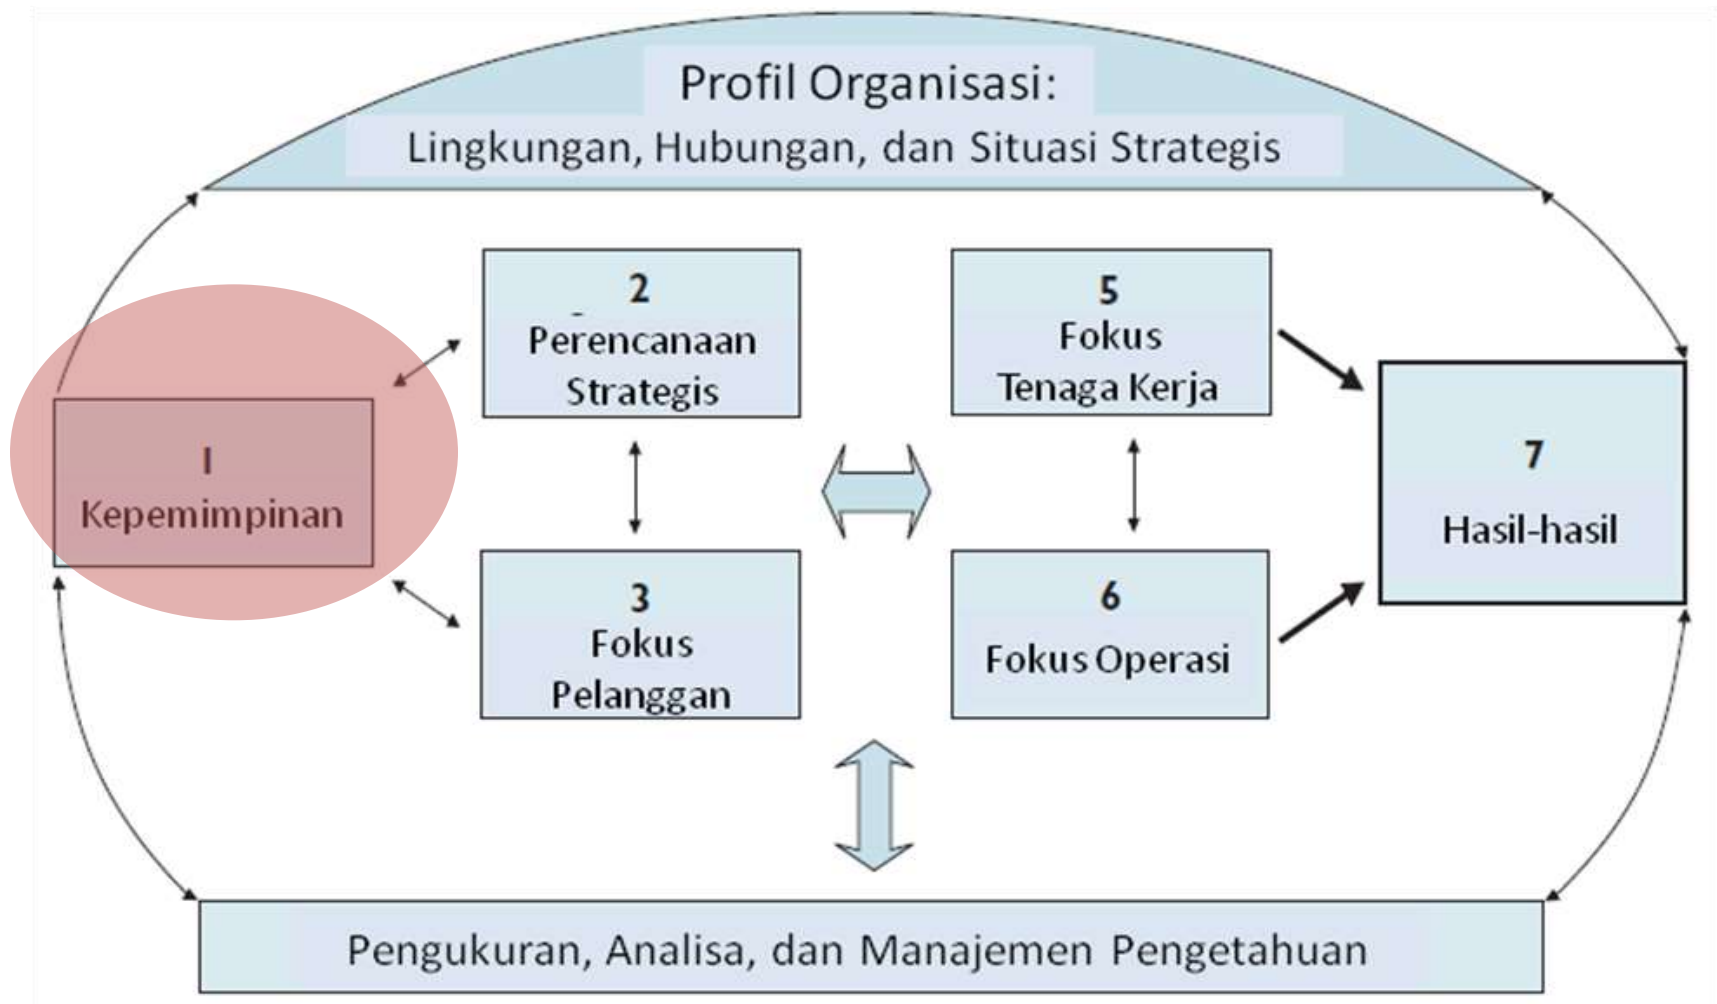 Profil Organisasi:
Lingkungan, Hubungan, dan Situasi Strategis
1
Kepemimpinan
2
Perencanaan
Strategis
3
Fokus
Pelanggan
5
Fokus
Tenaga Kerja
6
Fokus Operasi
7
Hasil-hasil
Pengukuran, Analisa, dan Manajemen Pengetahuan